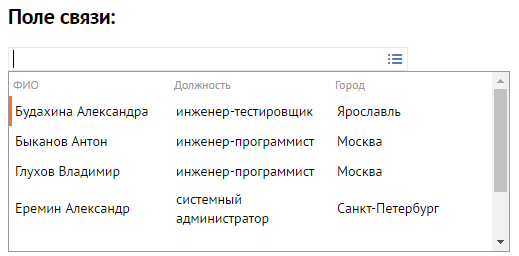 Поле связи:
ФИО Должность Город
Будахина Александра инженер-тестировщик Ярославль
Быканов Антон инженер-программист Москва
Глухов Владимир инженер-программист Москва
Еремин Александр системный администратор Санкт-Петербург